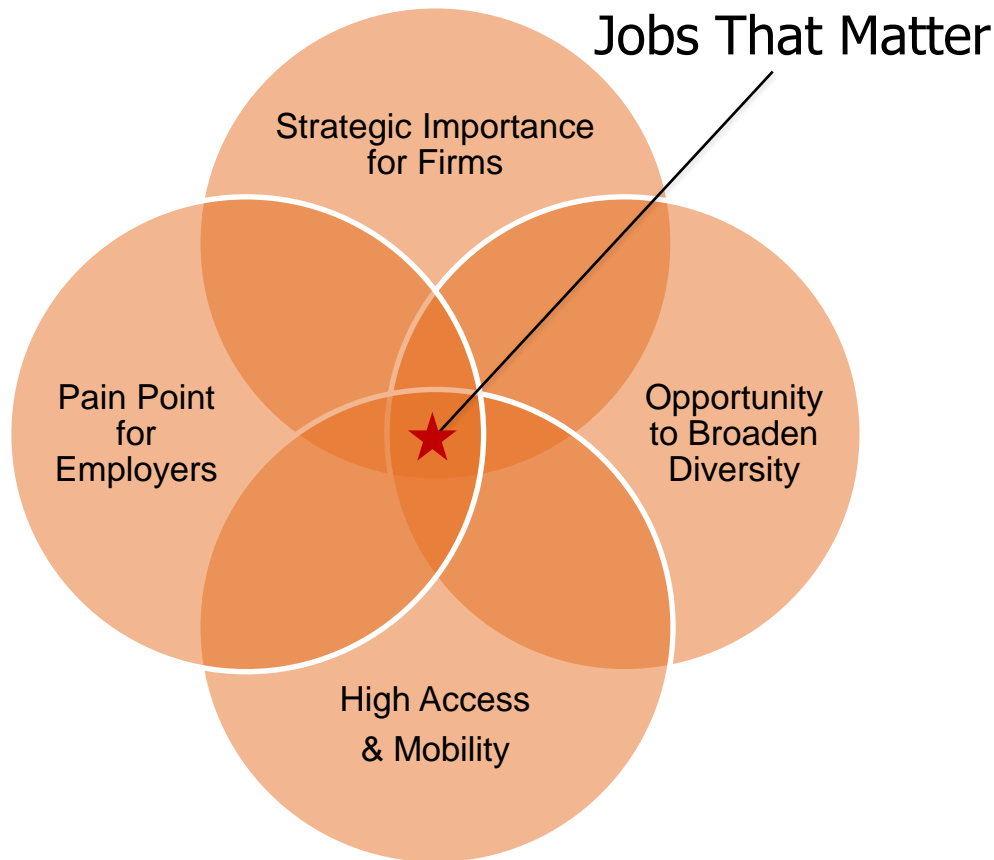 Jobs That Matter
Strategic Importance
for Firms
Pain Point
for
Employers
Opportunity
to Broaden
Diversity
High Access
& Mobility